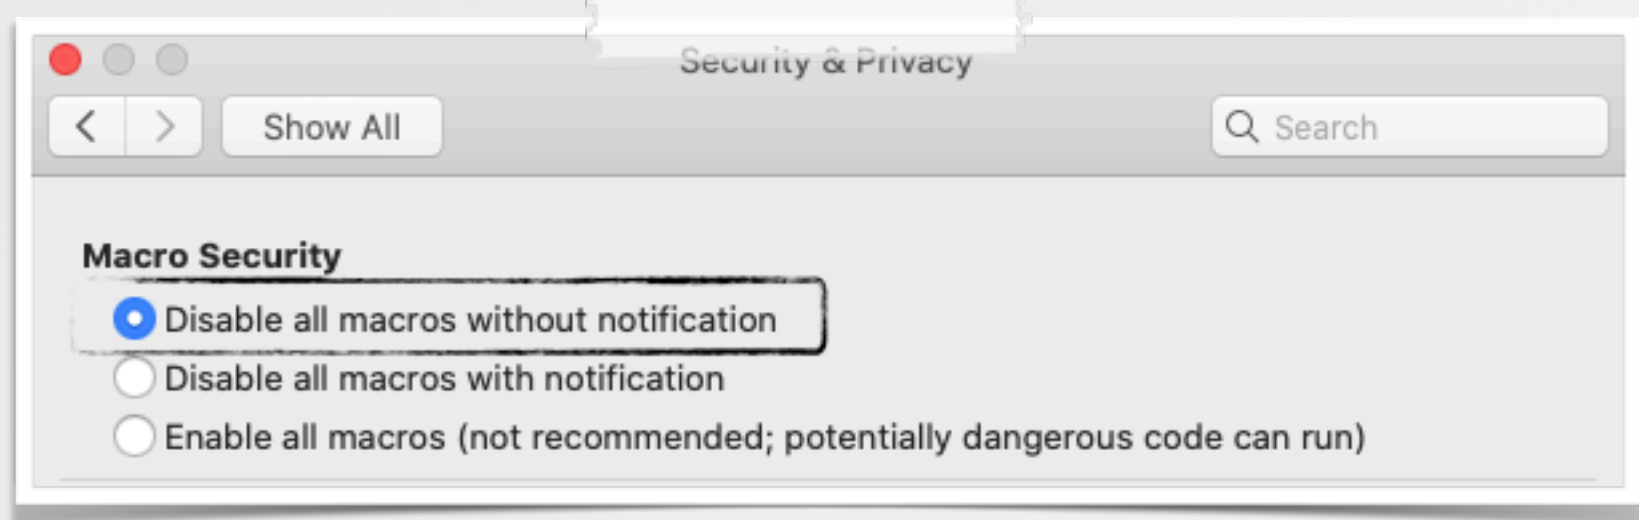 Security & Privacy
Show All
Search
Macro Security
Disable all macros without notification
Disable all macros with notification
Enable all macros (not recommended; potentially dangerous code can run)